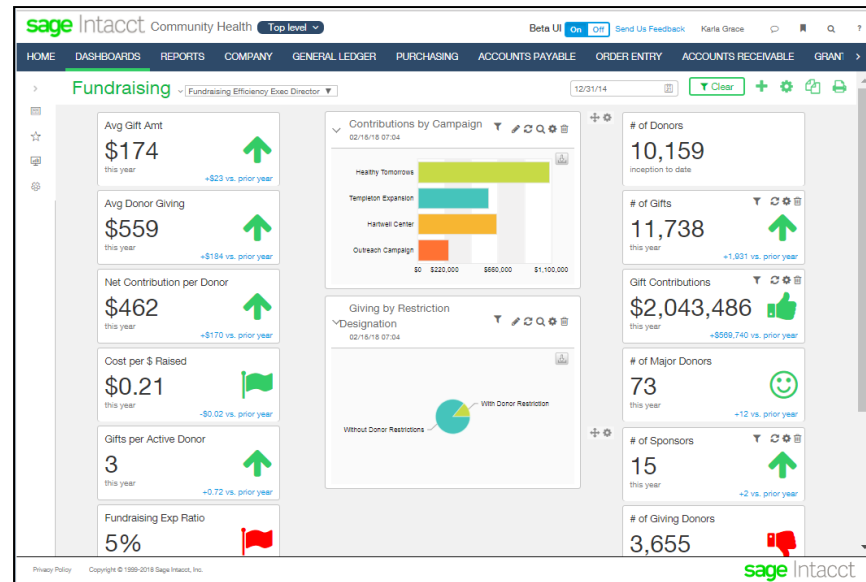 sage Intacct Community Health Top level
Beta UI On Off Send Us Feedback Karla Grace ?
HOME DASHBOARDS REPORTS COMPANY GENERAL LEDGER PURCHASING ACCOUNTS PAYABLE ORDER ENTRY ACCOUNTS RECEIVABLE GRANT
Fundraising Fundraising Efficiency Exec Director
12/31/14 Clear
Avg Gift Amt
$174
this year
+$23 vs. prior year
Avg Donor Giving
$559
this year
+$184 vs. prior year
Net Contribution per Donor
$462
this year
+$170 vs. prior year
Cost per $ Raised
$0.21
this year
-$0.02 vs. prior year
Gifts per Active Donor
3
this year
+0.72 vs. prior year
Fundraising Exp Ratio
5%
Contributions by Campaign
02/16/18 07:04
Healthy Tomorrows
Templeton Expansion
Hartwell Center
Outreach Campaign
$0 $220,000 $660,000 $1,100,000
Giving by Restriction
Designation
02/16/18 07:04
With Donor Restriction
Without Donor Restrictions
# of Donors
10,159
inception to date
# of Gifts
11,738
this year
+1,931 vs. prior year
Gift Contributions
$2,043,486
this year
+$569,740 vs. prior year
# of Major Donors
73
this year
+12 vs. prior year
# of Sponsors
15
this year
+2 vs. prior year
# of Giving Donors
3,655
Privacy Policy Copyright © 1999-2018 Sage Intacct, Inc.
sage Intacct